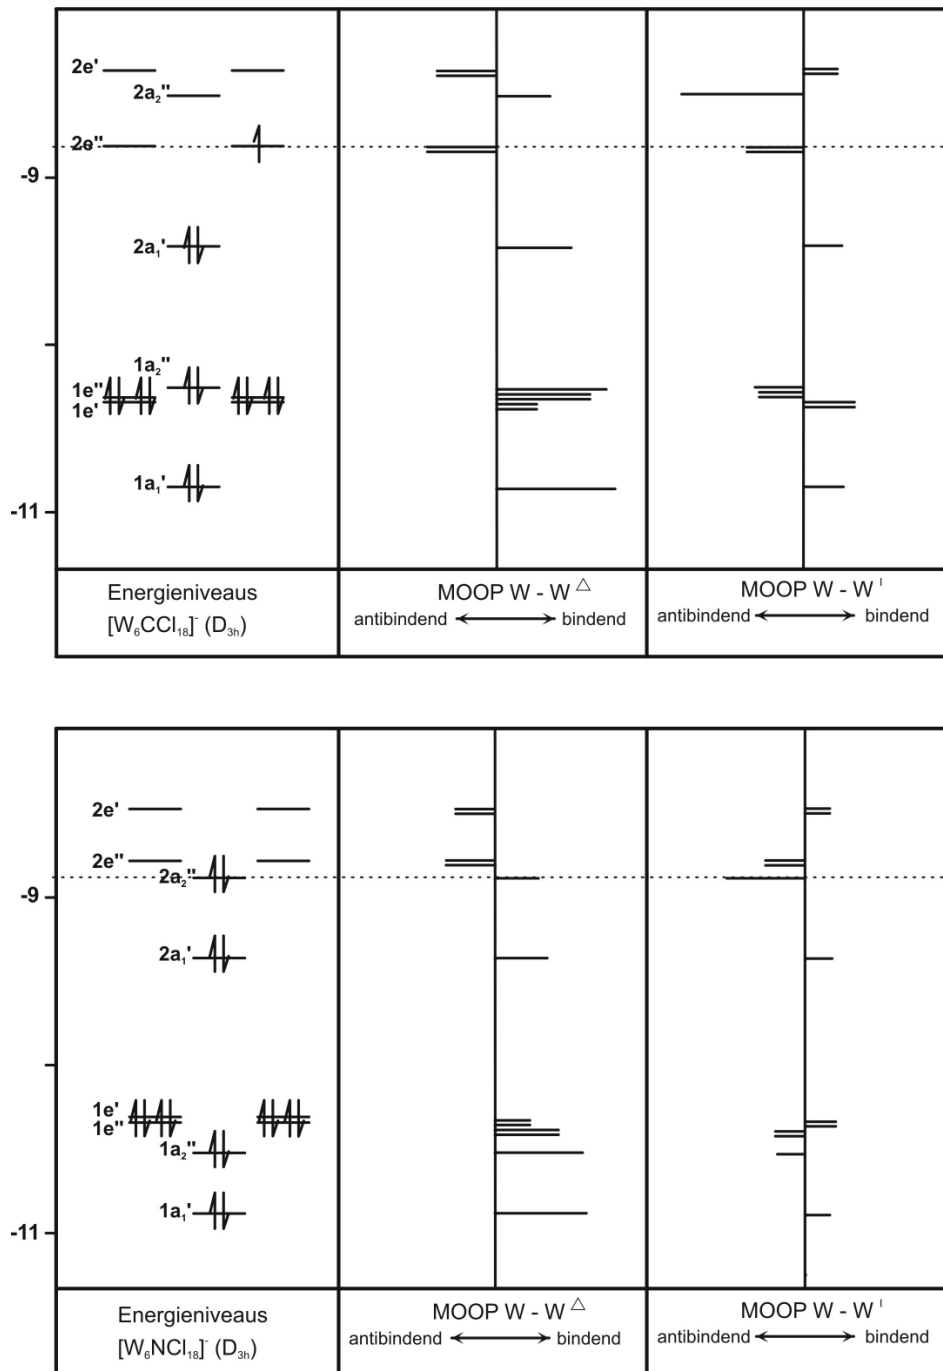 2e'
2a₂''
2e''
-9
2a₁'
1a₂''
1e''
1e'
1a₁'
-11
Energieniveaus
[W₆CCl₁₈]⁻ (D₃ₕ)
MOOP W - W △
antibindend ⟷ bindend
MOOP W - W ᴵ
antibindend ⟷ bindend
2e'
2e''
2a₂''
-9
2a₁'
1e'
1e''
1a₂''
1a₁'
-11
Energieniveaus
[W₆NCl₁₈]⁻ (D₃ₕ)
MOOP W - W △
antibindend ⟷ bindend
MOOP W - W ᴵ
antibindend ⟷ bindend